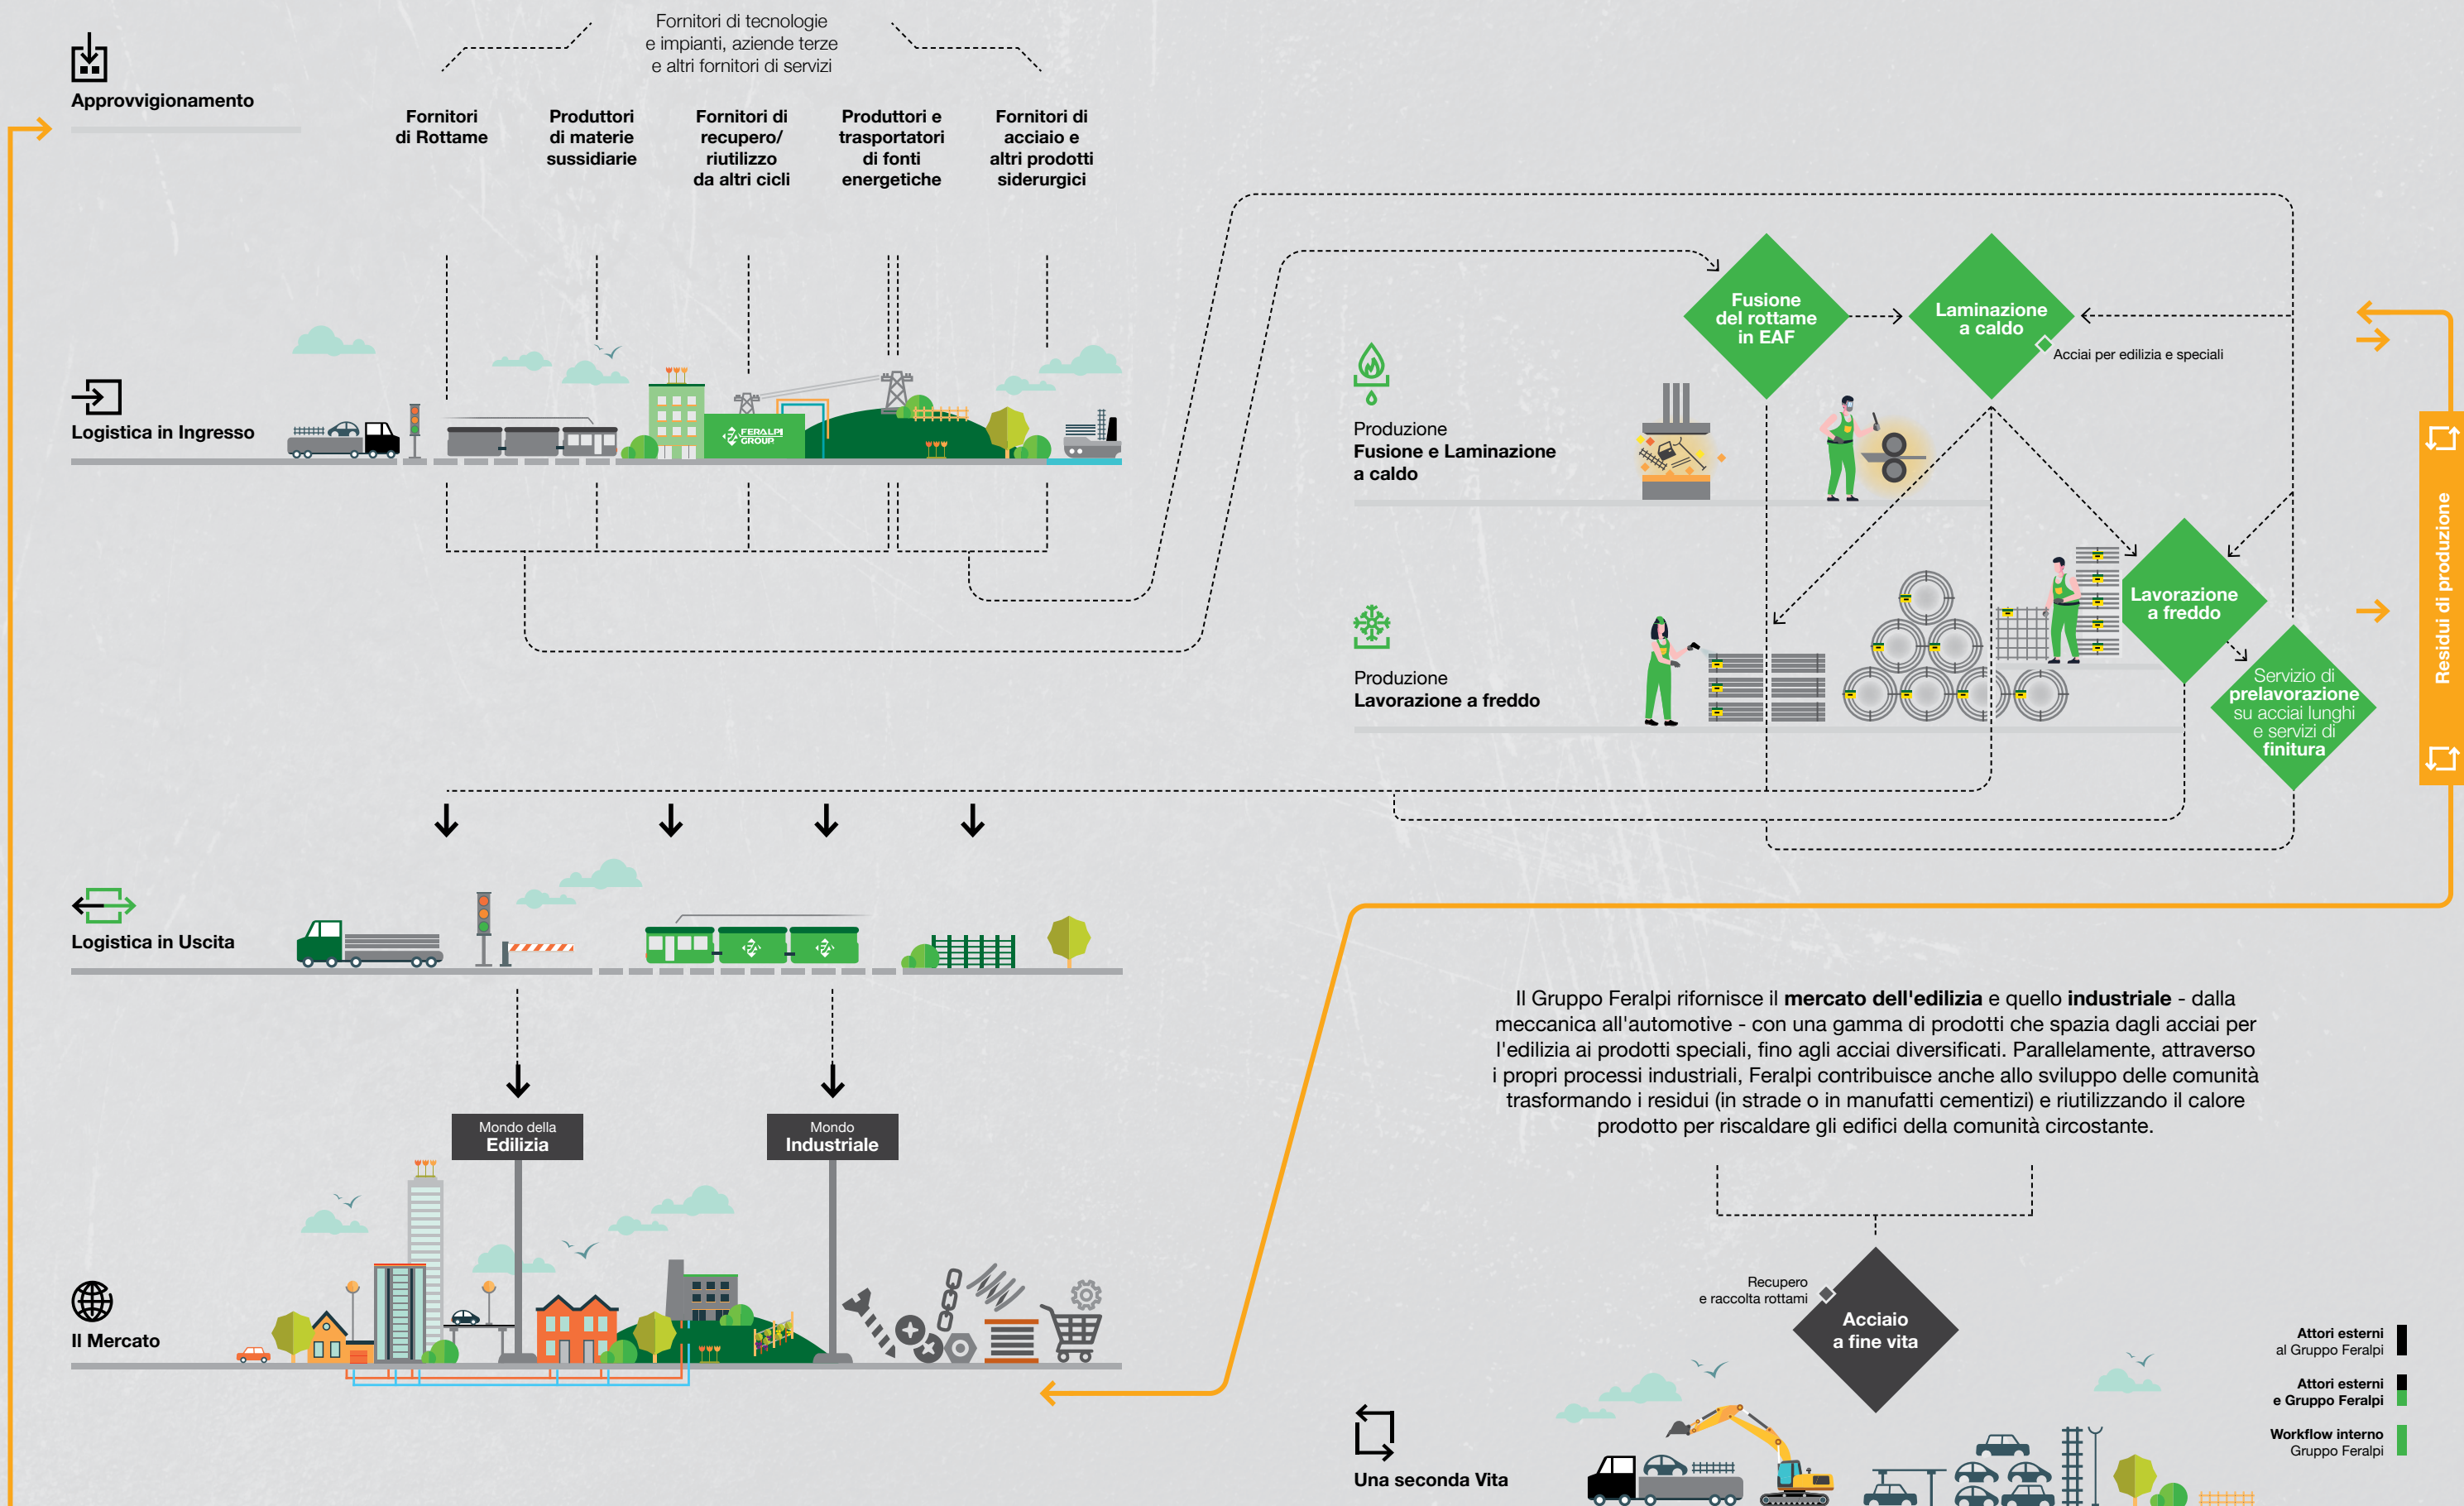 Fornitori di tecnologie
e impianti, aziende terze
e altri fornitori di servizi
Approvvigionamento
Fornitori
di Rottame
Produttori
di materie
sussidiarie
Fornitori di
recupero/
riutilizzo
da altri cicli
Produttori e
trasportatori
di fonti
energetiche
Fornitori di
acciaio e
altri prodotti
siderurgici
Logistica in Ingresso
FERALPI
GROUP
Fusione
del rottame
in EAF
Laminazione
a caldo
Acciai per edilizia e speciali
Produzione
Fusione e Laminazione
a caldo
Lavorazione
a freddo
Produzione
Lavorazione a freddo
Servizio di
prelavorazione
su acciai lunghi
e servizi di
finitura
Residui di produzione
Logistica in Uscita
Il Gruppo Feralpi rifornisce il mercato dell'edilizia e quello industriale - dalla
meccanica all'automotive - con una gamma di prodotti che spazia dagli acciai per
l'edilizia ai prodotti speciali, fino agli acciai diversificati. Parallelamente, attraverso
i propri processi industriali, Feralpi contribuisce anche allo sviluppo delle comunità
trasformando i residui (in strade o in manufatti cementizi) e riutilizzando il calore
prodotto per riscaldare gli edifici della comunità circostante.
Mondo della
Edilizia
Mondo
Industriale
Il Mercato
Recupero
e raccolta rottami
Acciaio
a fine vita
Attori esterni
al Gruppo Feralpi
Attori esterni
e Gruppo Feralpi
Workflow interno
Gruppo Feralpi
Una seconda Vita